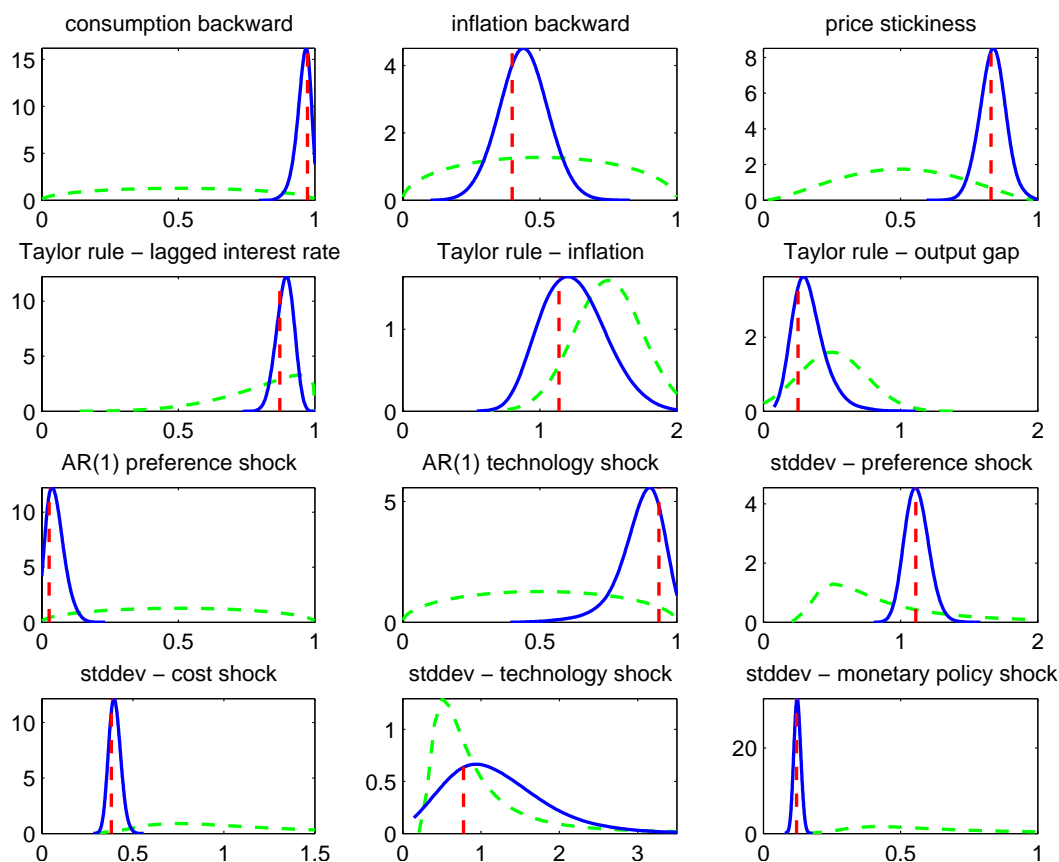 consumption backward
inflation backward
price stickiness
15
10
5
0
0 0.5 1
4
2
0
0 0.5 1
8
6
4
2
0
0 0.5 1
Taylor rule − lagged interest rate
Taylor rule − inflation
Taylor rule − output gap
10
5
0
0 0.5 1
1
0
0 1 2
2
0
0 1 2
AR(1) preference shock
AR(1) technology shock
stddev − preference shock
10
5
0
0 0.5 1
5
0
0 0.5 1
4
2
0
0 1 2
stddev − cost shock
stddev − technology shock
stddev − monetary policy shock
10
5
0
0 0.5 1 1.5
1
0.5
0
0 1 2 3
20
0
0 0.5 1